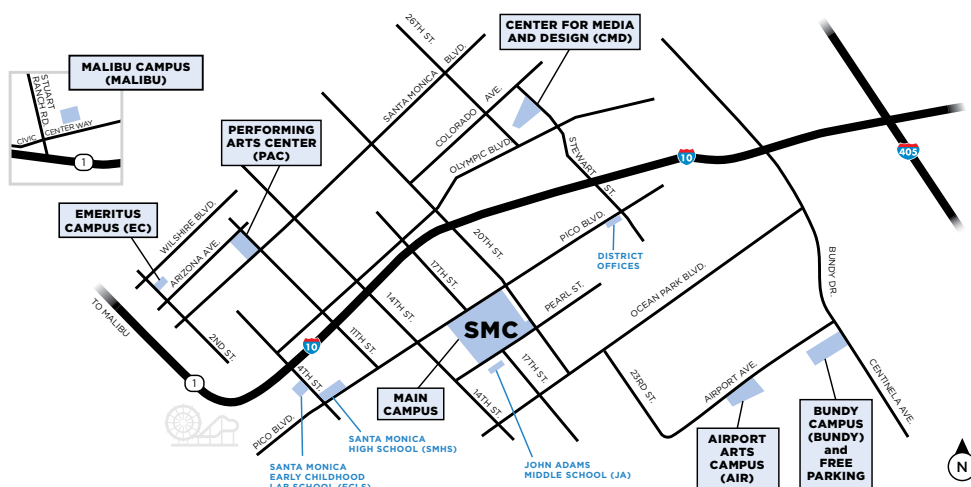 26TH ST.
CENTER FOR MEDIA
AND DESIGN (CMD)
MALIBU CAMPUS
(MALIBU)
STUART
RANCH RD.
CIVIC CENTER WAY
1
SANTA MONICA BLVD.
COLORADO AVE.
PERFORMING
ARTS CENTER
(PAC)
OLYMPIC BLVD.
STEWART ST.
10
405
EMERITUS
CAMPUS (EC)
WILSHIRE BLVD.
ARIZONA AVE.
20TH ST.
PICO BLVD.
DISTRICT
OFFICES
BUNDY DR.
17TH ST.
OCEAN PARK BLVD.
PEARL ST.
TO MALIBU
2ND ST.
14TH ST.
11TH ST.
SMC
10
1
4TH ST.
17TH ST.
23RD ST.
AIRPORT AVE.
CENTINELA AVE.
MAIN
CAMPUS
14TH ST.
PICO BLVD.
SANTA MONICA
HIGH SCHOOL (SMHS)
SANTA MONICA
EARLY CHILDHOOD
LAB SCHOOL (ECLS)
JOHN ADAMS
MIDDLE SCHOOL (JA)
AIRPORT
ARTS
CAMPUS
(AIR)
BUNDY
CAMPUS
(BUNDY)
and
FREE
PARKING
N